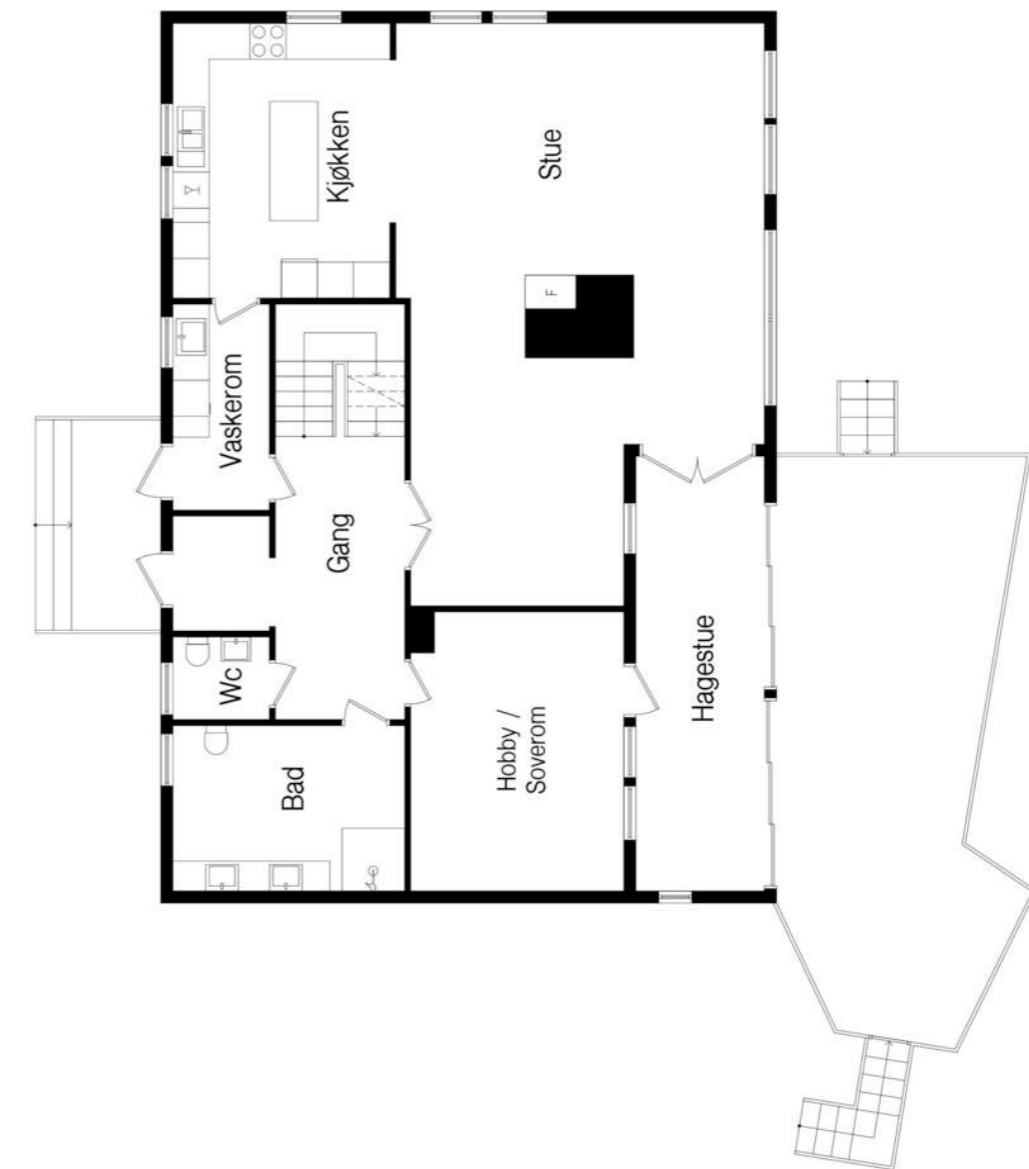 Kjøkken
Stue
F
Vaskerom
Gang
Wc
Hagestue
Hobby /
Soverom
Bad